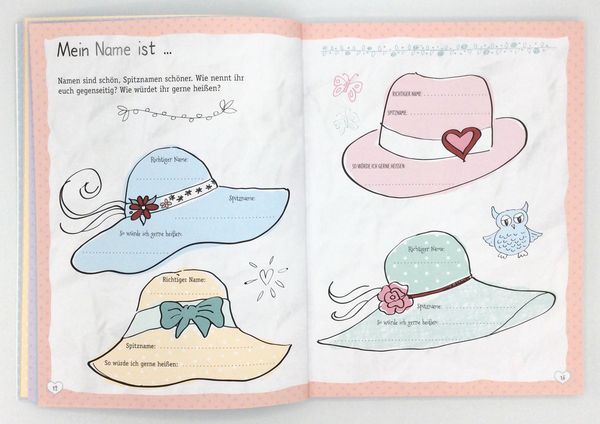 Mein Name ist ...
Namen sind schön, Spitznamen schöner. Wie nennt ihr
euch gegenseitig? Wie würdet ihr gerne heißen?
Richtiger Name:
Spitzname:
So würde ich gerne heißen:
Richtiger Name:
Spitzname:
So würde ich gerne heißen:
RICHTIGER NAME:
SPITZNAME:
SO WÜRDE ICH GERNE HEISSEN:
Richtiger Name:
Spitzname:
So würde ich gerne heißen: